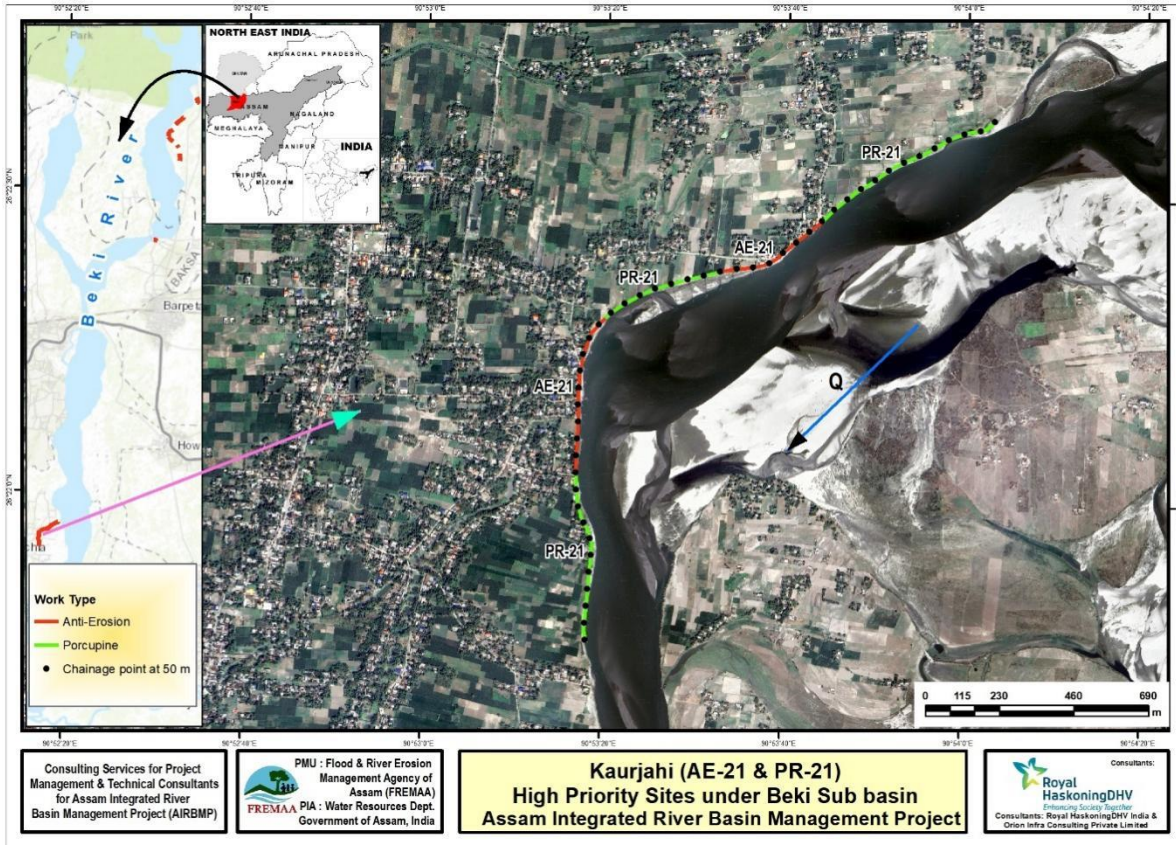 90°52'20"E
90°52'40"E
90°53'0"E
90°53'20"E
90°53'40"E
90°54'0"E
90°54'20"E
26°22'30"N
26°22'0"N
Park
Beki River
BAKSA
Barpeta
How
cha
NORTH EAST INDIA
ARUNACHAL PRADESH
ASSAM
NAGALAND
MEGHALAYA
MANIPUR
TRIPURA
MIZORAM
INDIA
PR-21
AE-21
PR-21
AE-21
PR-21
Q
Work Type
Anti-Erosion
Porcupine
Chainage point at 50 m
0 115 230 460 690
m
90°52'40"E
90°53'0"E
90°53'20"E
90°53'40"E
90°54'0"E
90°54'20"E
Consulting Services for Project
Management & Technical Consultants
for Assam Integrated River
Basin Management Project (AIRBMP)
FREMAA
PMU : Flood & River Erosion
Management Agency of
Assam (FREMAA)
PIA : Water Resources Dept.
Government of Assam, India
Kaurjahi (AE-21 & PR-21)
High Priority Sites under Beki Sub basin
Assam Integrated River Basin Management Project
Consultants:
Royal
HaskoningDHV
Enhancing Society Together
Consultants: Royal HaskoningDHV India &
Orion Infra Consulting Private Limited